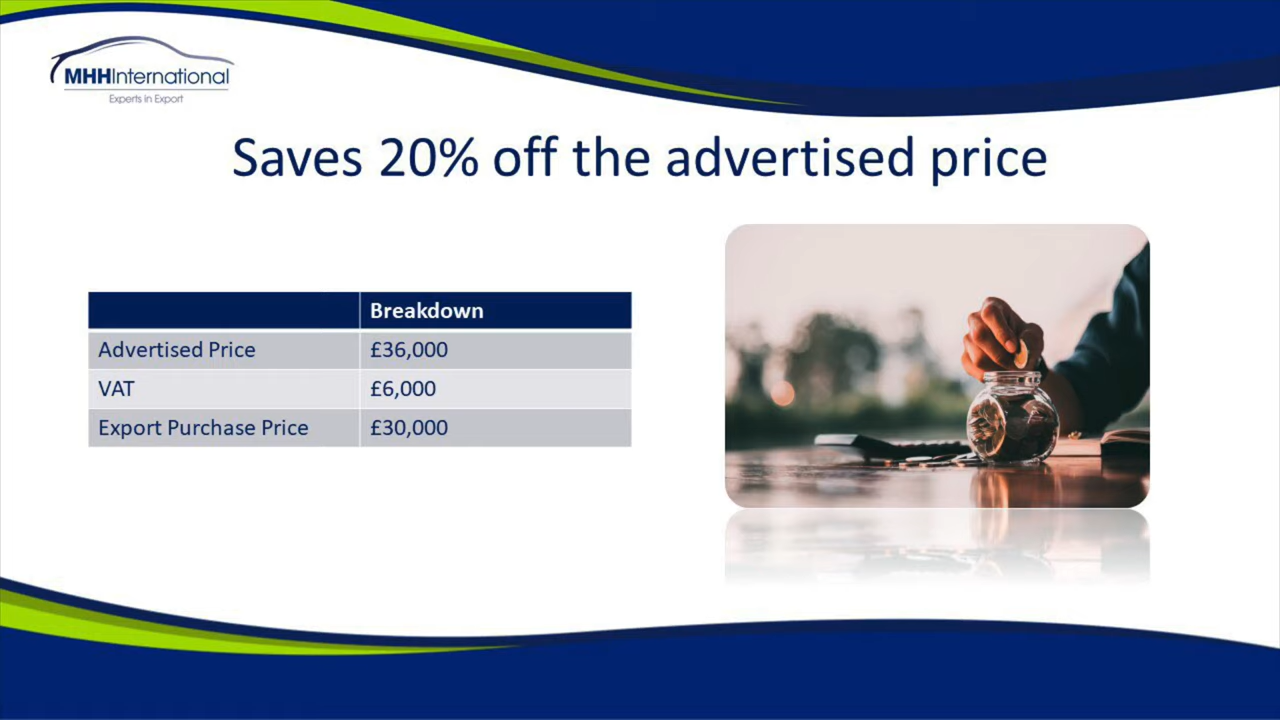 MHHInternational
Experts in Export
Saves 20% off the advertised price
Breakdown
Advertised Price £36,000
VAT £6,000
Export Purchase Price £30,000